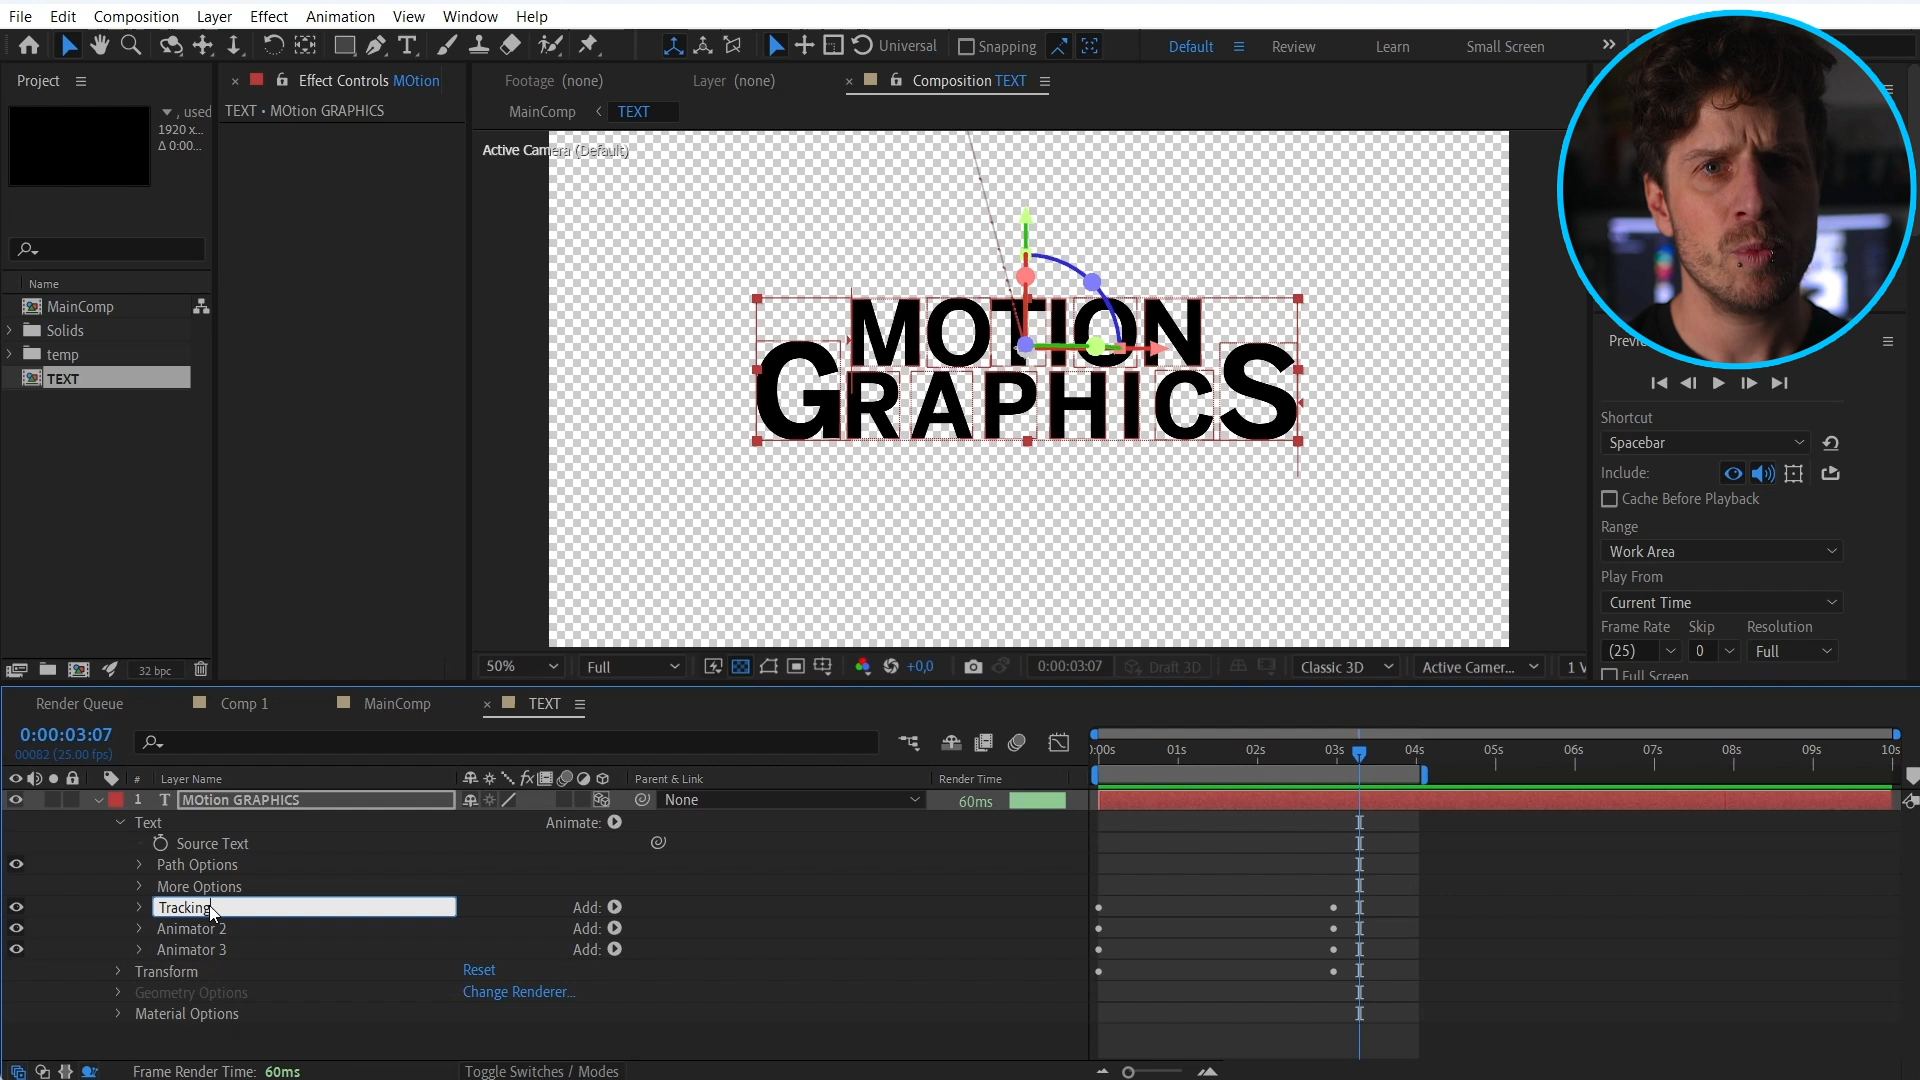 File Edit Composition Layer Effect Animation View Window Help
Universal Snapping Default Review Learn Small Screen
Project Effect Controls MOtion Footage (none) Layer (none) Composition TEXT
, used TEXT • MOtion GRAPHICS MainComp TEXT
1920 x...
Δ 0:00...
Active Camera (Default)
MOTION
GRAPHICS
Name
MainComp
Solids
temp
TEXT
32 bpc
50% Full +0,0 0:00:03:07 Draft 3D Classic 3D Active Camer... 1 V
Shortcut
Spacebar
Include:
Cache Before Playback
Range
Work Area
Play From
Current Time
Frame Rate Skip Resolution
(25) 0 Full
Full Screen
Render Queue Comp 1 MainComp TEXT
0:00:03:07
00082 (25.00 fps)
0:00s 01s 02s 03s 04s 05s 06s 07s 08s 09s 10s
# Layer Name fx Parent & Link Render Time
1 T MOtion GRAPHICS None 60ms
Text Animate:
Source Text
Path Options
More Options
Tracking Add:
Animator 2 Add:
Animator 3 Add:
Transform Reset
Geometry Options Change Renderer...
Material Options
Frame Render Time: 60ms Toggle Switches / Modes